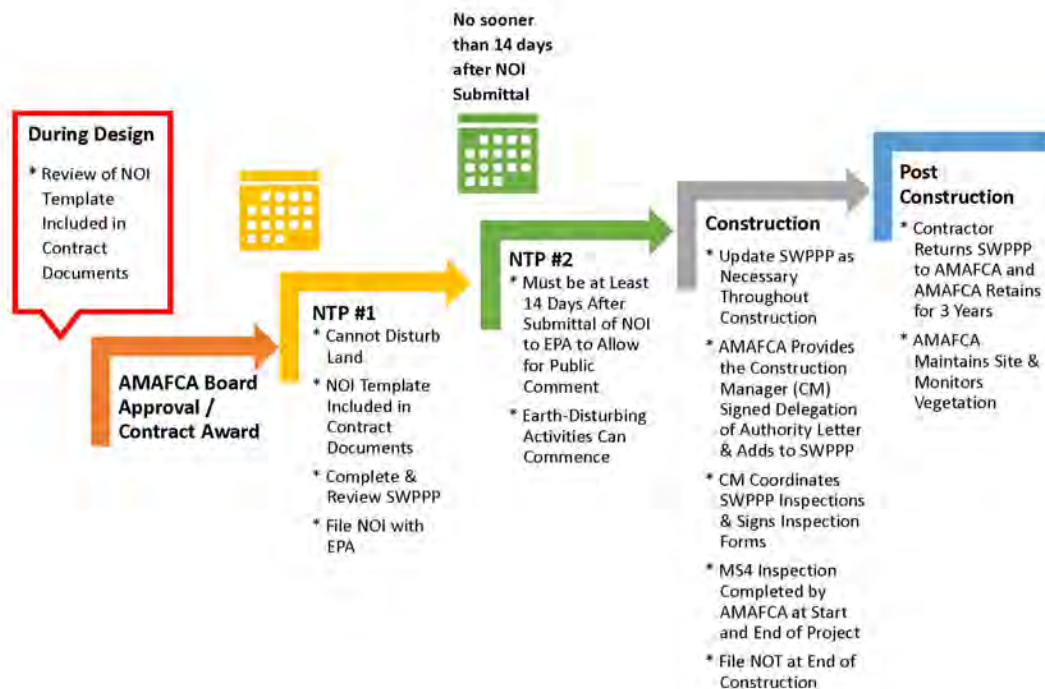 No sooner
than 14 days
after NOI
Submittal
During Design
* Review of NOI
Template
Included in
Contract
Documents
AMAFCA Board
Approval /
Contract Award
NTP #1
* Cannot Disturb
Land
* NOI Template
Included in
Contract
Documents
* Complete &
Review SWPPP
* File NOI with
EPA
NTP #2
* Must be at Least
14 Days After
Submittal of NOI
to EPA to Allow
for Public
Comment
* Earth-Disturbing
Activities Can
Commence
Construction
* Update SWPPP as
Necessary
Throughout
Construction
* AMAFCA Provides
the Construction
Manager (CM)
Signed Delegation
of Authority Letter
& Adds to SWPPP
* CM Coordinates
SWPPP Inspections
& Signs Inspection
Forms
* MS4 Inspection
Completed by
AMAFCA at Start
and End of Project
* File NOT at End of
Construction
Post
Construction
* Contractor
Returns SWPPP
to AMAFCA and
AMAFCA Retains
for 3 Years
* AMAFCA
Maintains Site &
Monitors
Vegetation